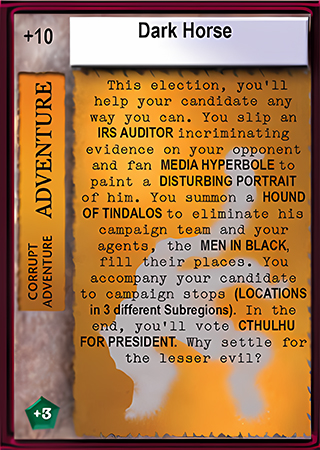 +10
Dark Horse
CORRUPT
ADVENTURE
ADVENTURE
This election, you'll
help your candidate any
way you can. You slip an
IRS AUDITOR incriminating
evidence on your opponent
and fan MEDIA HYPERBOLE to
paint a DISTURBING PORTRAIT
of him. You summon a HOUND
OF TINDALOS to eliminate his
campaign team and your
agents, the MEN IN BLACK,
fill their places. You
accompany your candidate
to campaign stops (LOCATIONS
in 3 different Subregions). In the
end, you'll vote CTHULHU
FOR PRESIDENT. Why settle for
the lesser evil?
+3